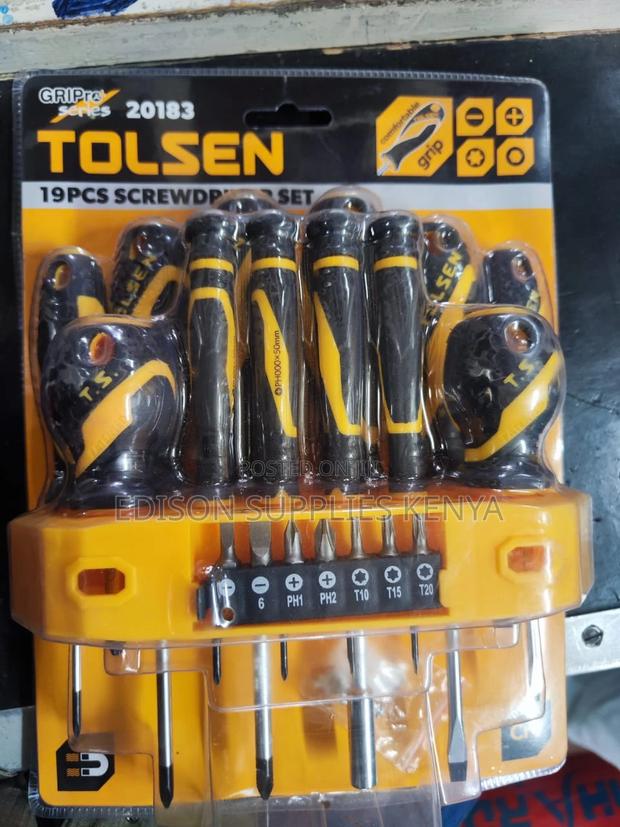 GRIPro
series 20183
TOLSEN
19PCS SCREWDRIVER SET
comfortable
grip
TOLSEN
T.S.
PH000×50mm
T.S.
POSTED ON
EDISON SUPPLIES KENYA
6 PH1 PH2 T10 T15 T20